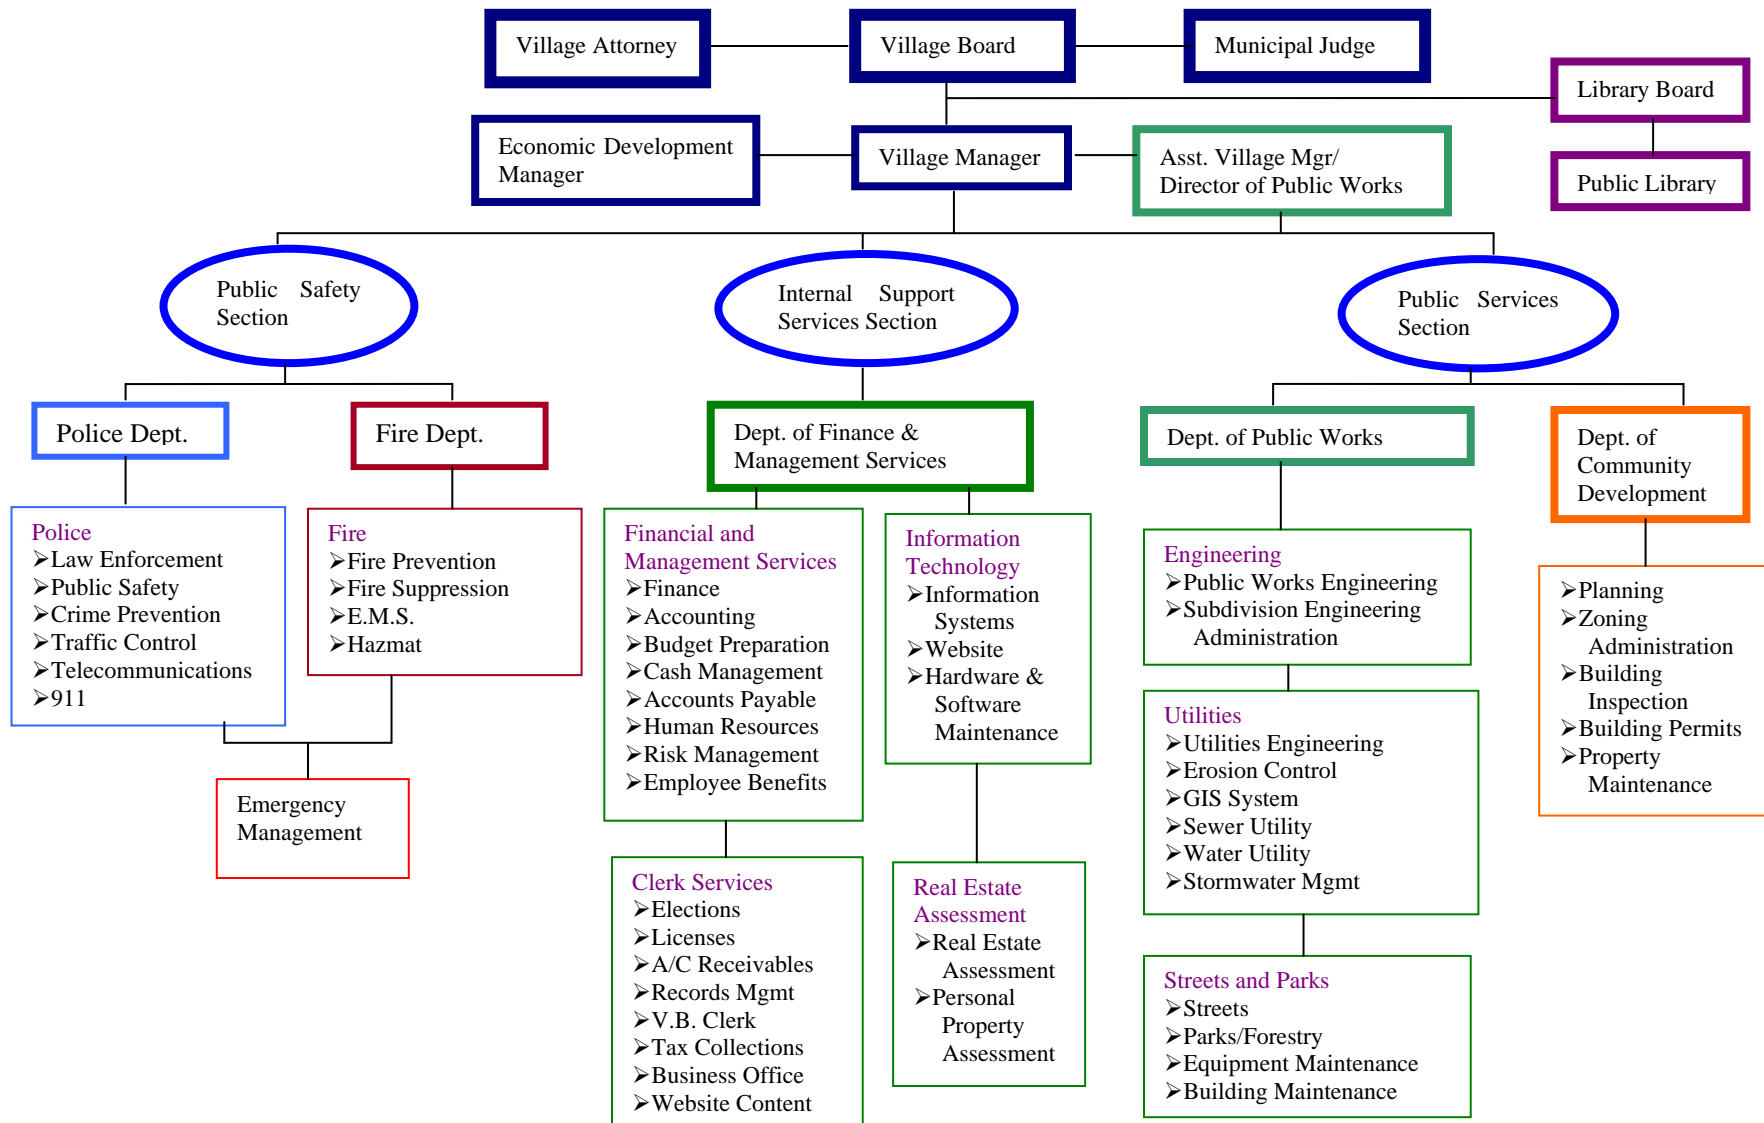 Village Attorney
Village Board
Municipal Judge
Library Board
Public Library
Economic Development
Manager
Village Manager
Asst. Village Mgr/
Director of Public Works
Public Safety
Section
Internal Support
Services Section
Public Services
Section
Police Dept.
Fire Dept.
Dept. of Finance &
Management Services
Dept. of Public Works
Dept. of
Community
Development
Police
➢Law Enforcement
➢Public Safety
➢Crime Prevention
➢Traffic Control
➢Telecommunications
➢911
Fire
➢Fire Prevention
➢Fire Suppression
➢E.M.S.
➢Hazmat
Emergency
Management
Financial and
Management Services
➢Finance
➢Accounting
➢Budget Preparation
➢Cash Management
➢Accounts Payable
➢Human Resources
➢Risk Management
➢Employee Benefits
Information
Technology
➢Information
Systems
➢Website
➢Hardware &
Software
Maintenance
Clerk Services
➢Elections
➢Licenses
➢A/C Receivables
➢Records Mgmt
➢V.B. Clerk
➢Tax Collections
➢Business Office
➢Website Content
Real Estate
Assessment
➢Real Estate
Assessment
➢Personal
Property
Assessment
Engineering
➢Public Works Engineering
➢Subdivision Engineering
Administration
Utilities
➢Utilities Engineering
➢Erosion Control
➢GIS System
➢Sewer Utility
➢Water Utility
➢Stormwater Mgmt
Streets and Parks
➢Streets
➢Parks/Forestry
➢Equipment Maintenance
➢Building Maintenance
➢Planning
➢Zoning
Administration
➢Building
Inspection
➢Building Permits
➢Property
Maintenance